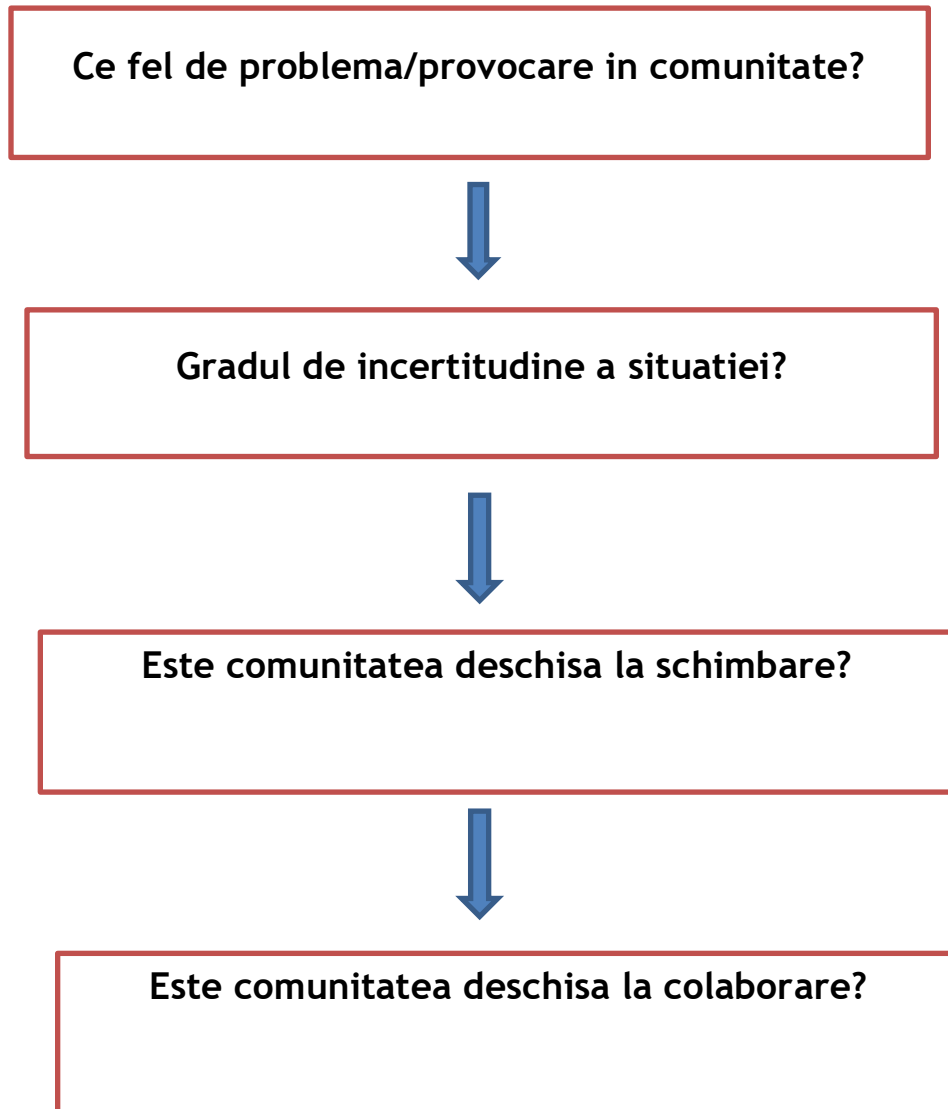 Ce fel de problema/provocare in comunitate?
Gradul de incertitudine a situatiei?
Este comunitatea deschisa la schimbare?
Este comunitatea deschisa la colaborare?